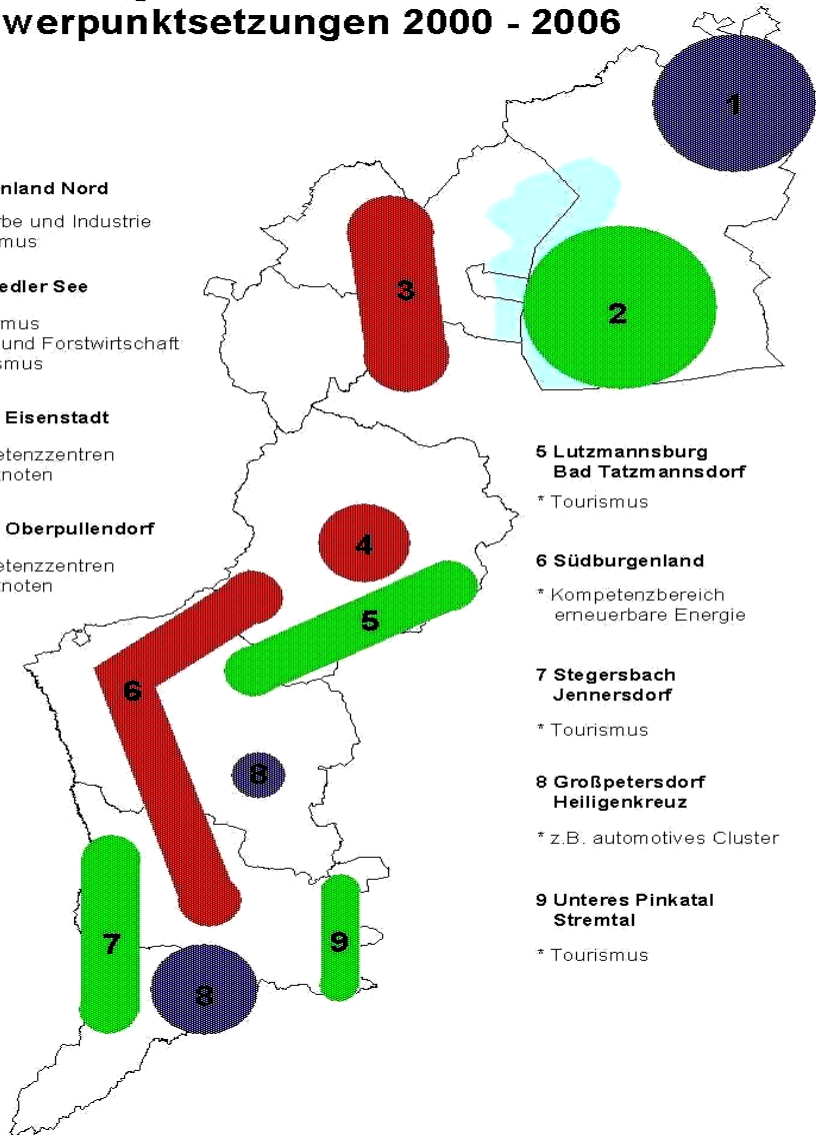 werpunktsetzungen 2000 - 2006
nland Nord
rbe und Industrie
mus
edler See
mus
und Forstwirtschaft
smus
Eisenstadt
etenzzentren
noten
Oberpullendorf
etenzzentren
noten
1
2
3
4
5
6
8
7
9
8
5 Lutzmannsburg
Bad Tatzmannsdorf
* Tourismus
6 Südburgenland
* Kompetenzbereich
erneuerbare Energie
7 Stegersbach
Jennersdorf
* Tourismus
8 Großpetersdorf
Heiligenkreuz
* z.B. automotives Cluster
9 Unteres Pinkatal
Stremtal
* Tourismus